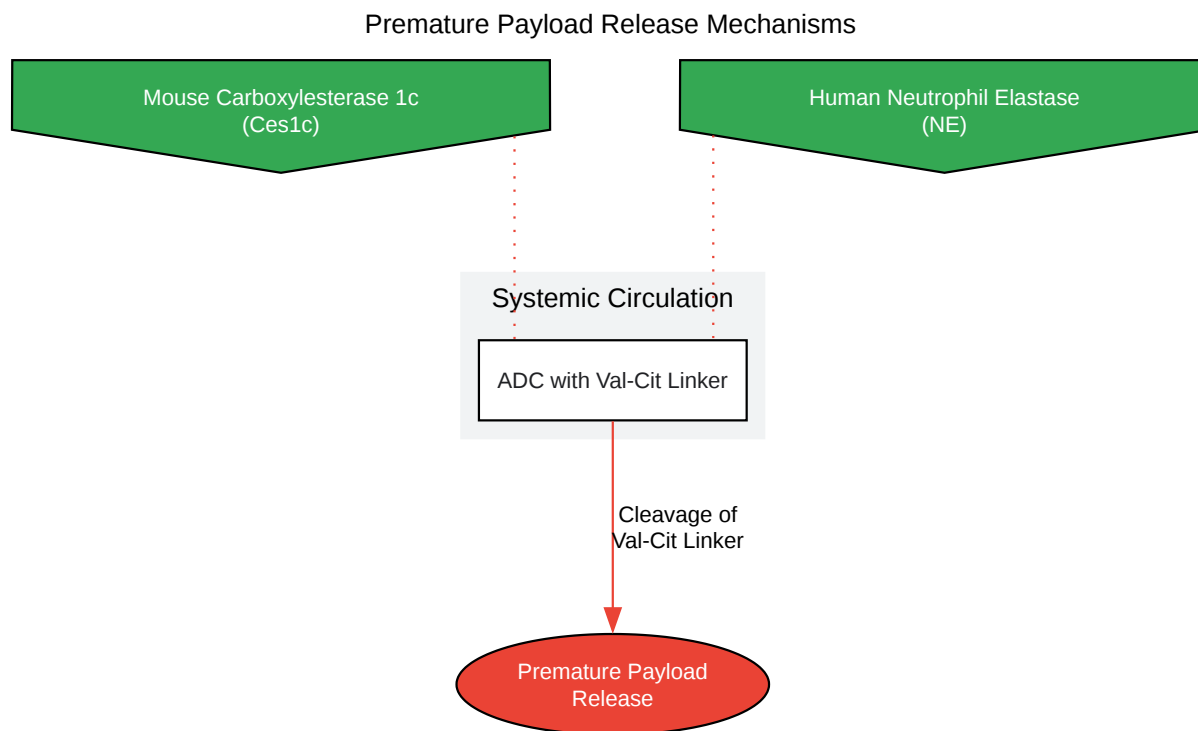 Premature Payload Release Mechanisms
Mouse Carboxylesterase 1c
(Ces1c)
Human Neutrophil Elastase
(NE)
Systemic Circulation
ADC with Val-Cit Linker
Cleavage of
Val-Cit Linker
Premature Payload
Release